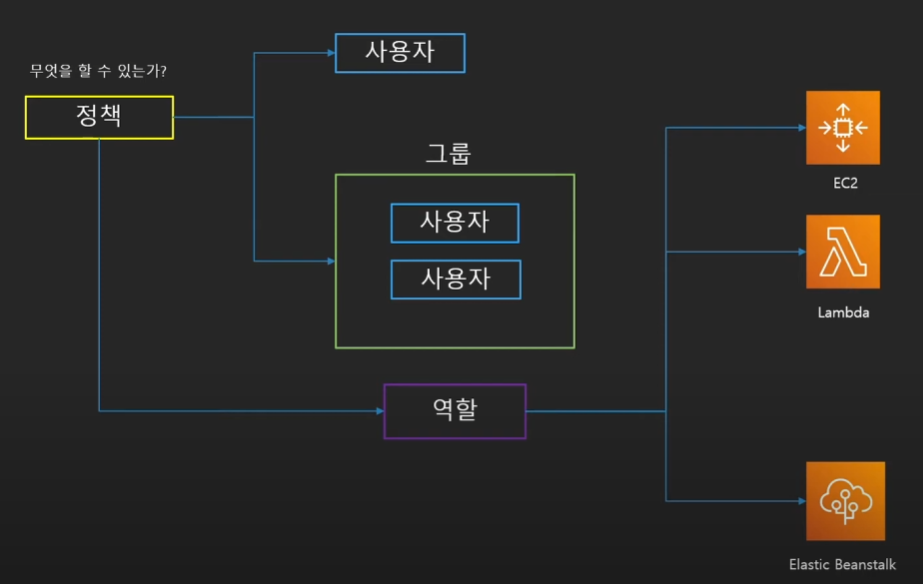 사용자
무엇을 할 수 있는가?
정책
그룹
사용자
사용자
역할
EC2
Lambda
Elastic Beanstalk